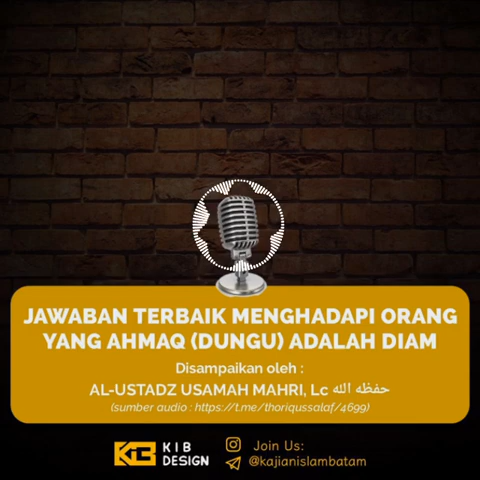 JAWABAN TERBAIK MENGHADAPI ORANG
YANG AHMAQ (DUNGU) ADALAH DIAM
Disampaikan oleh :
AL-USTADZ USAMAH MAHRI, Lc حفظه الله
(sumber audio : https://t.me/thoriqussalaf/4699)
KIB
KIB
DESIGN
Join Us:
@kajianislambatam